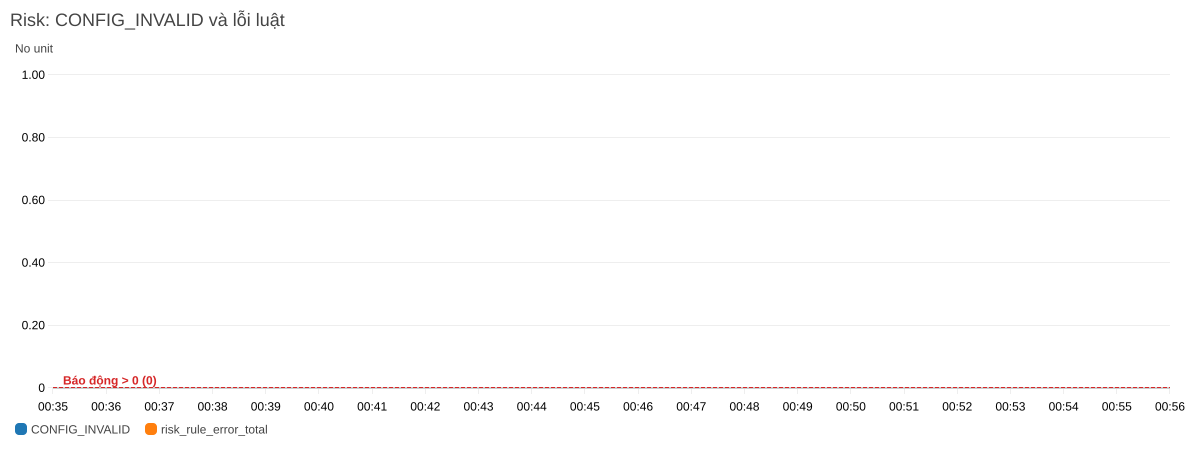 Risk: CONFIG_INVALID và lỗi luật
No unit
1.00
0.80
0.60
0.40
0.20
Báo động > 0 (0)
0
00:35 00:36 00:37 00:38 00:39 00:40 00:41 00:42 00:43 00:44 00:45 00:46 00:47 00:48 00:49 00:50 00:51 00:52 00:53 00:54 00:55 00:56
CONFIG_INVALID risk_rule_error_total